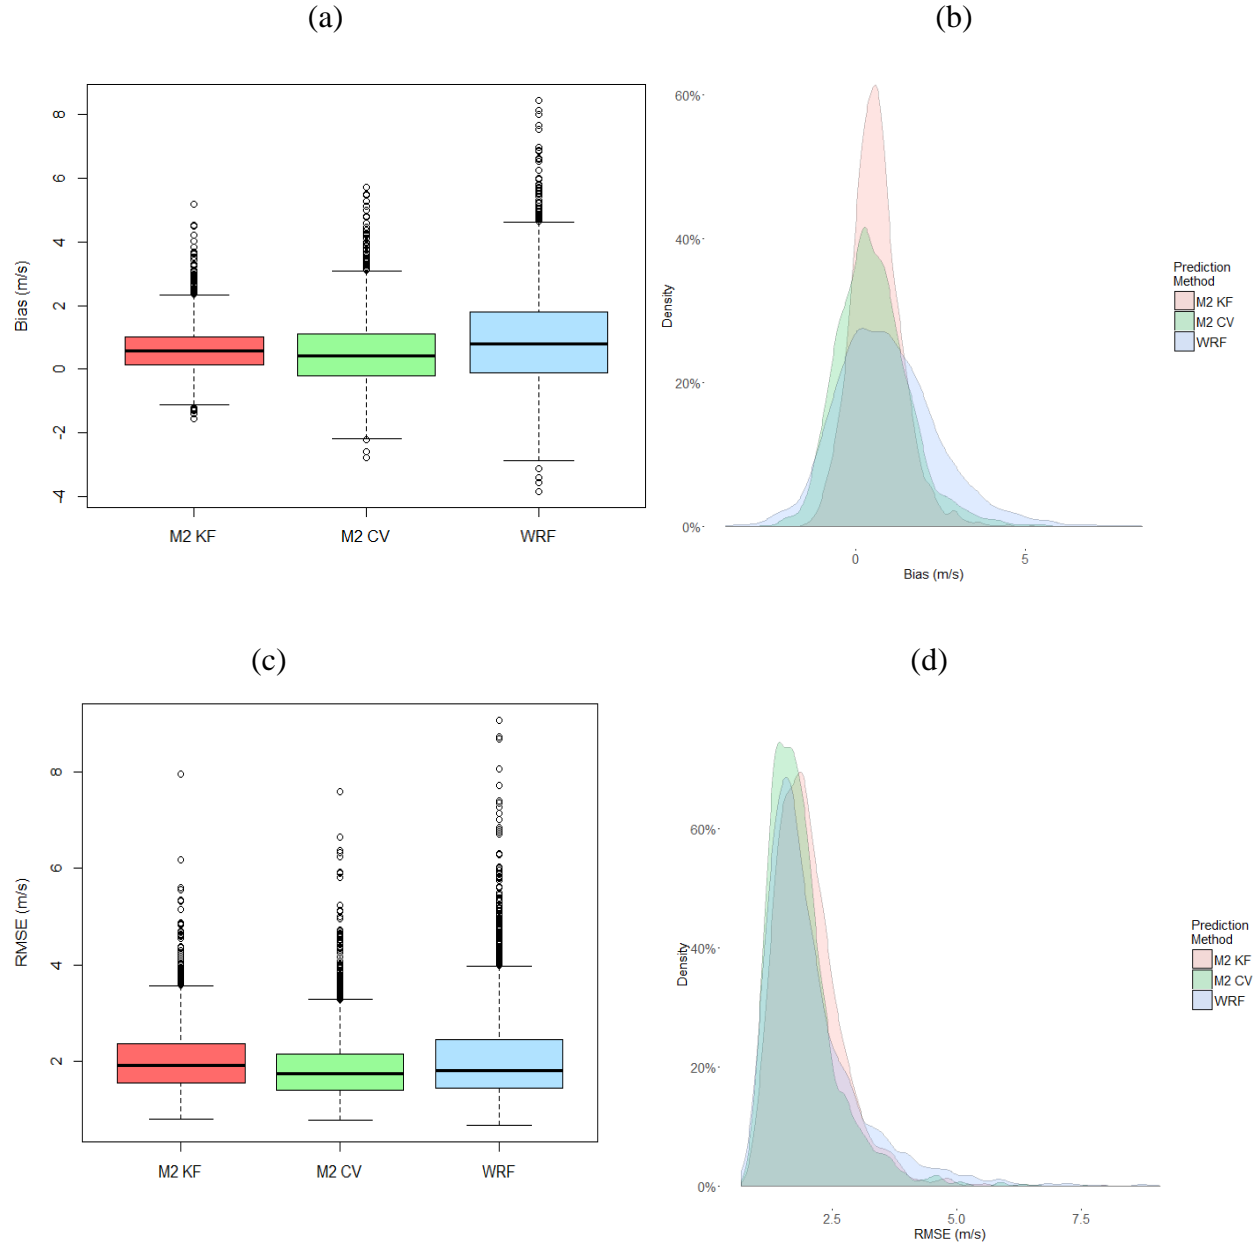 (a)
(b)
Bias (m/s)
8
6
4
2
0
-2
-4
M2 KF
M2 CV
WRF
Density
60%
40%
20%
0%
0
5
Bias (m/s)
Prediction
Method
M2 KF
M2 CV
WRF
(c)
(d)
RMSE (m/s)
8
6
4
2
M2 KF
M2 CV
WRF
Density
60%
40%
20%
0%
2.5
5.0
7.5
RMSE (m/s)
Prediction
Method
M2 KF
M2 CV
WRF